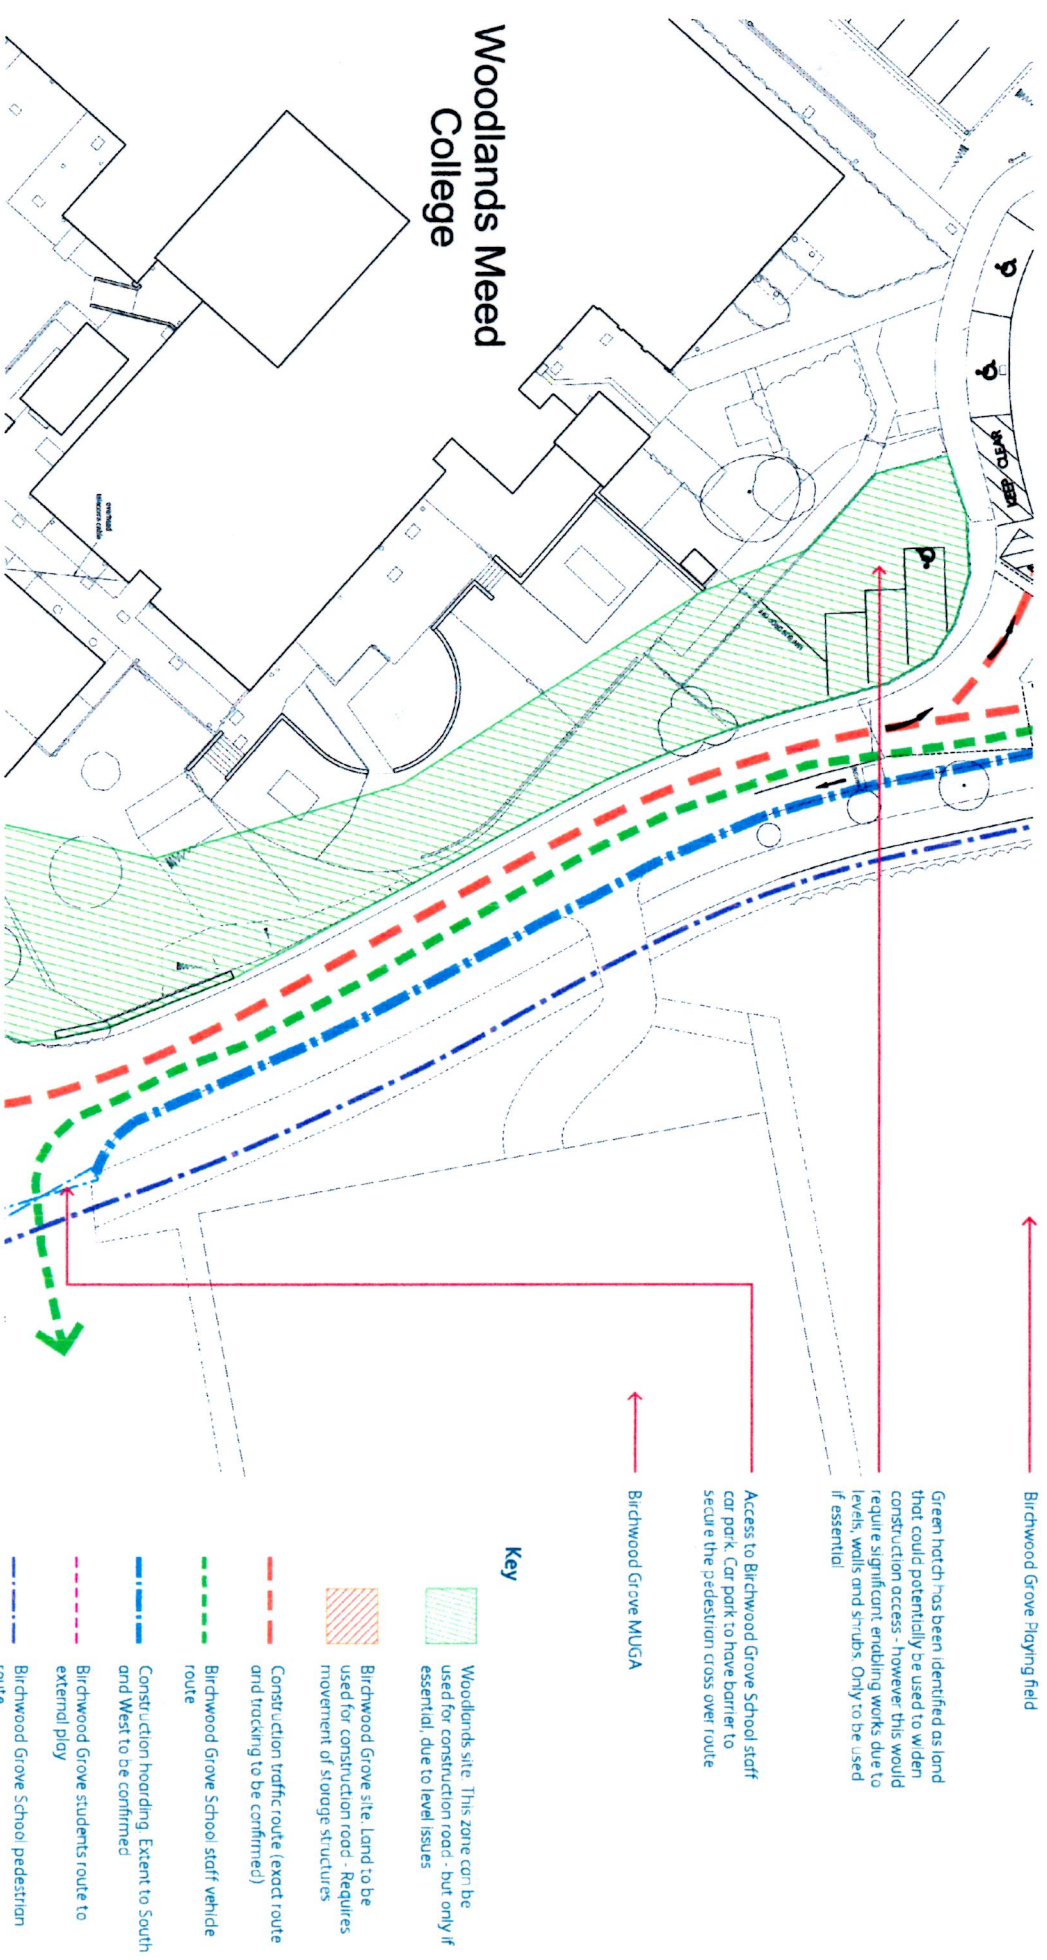 Woodlands Meed
College
KEEP CLEAR
overhead
telecoms cable
Birchwood Grove Playing field
Green hatch has been identified as land
that could potentially be used to widen
construction access - however this would
require significant enabling works due to
levels, walls and shrubs. Only to be used
if essential
Access to Birchwood Grove School staff
car park. Car park to have barrier to
secure the pedestrian cross over route
Birchwood Grove MUGA
Key
Woodlands site. This zone can be
used for construction road - but only if
essential, due to level issues
Birchwood Grove site. Land to be
used for construction road - Requires
movement of storage structures
Construction traffic route (exact route
and tracking to be confirmed)
Birchwood Grove School staff vehicle
route
Construction hoarding. Extent to South
and West to be confirmed
Birchwood Grove students route to
external play
Birchwood Grove School pedestrian
route